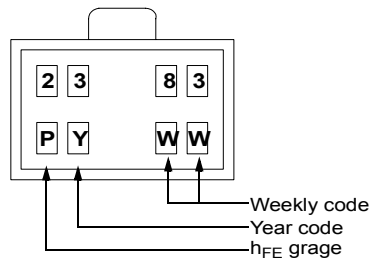 2 3 8 3
P Y W W
Weekly code
Year code
hFE grage